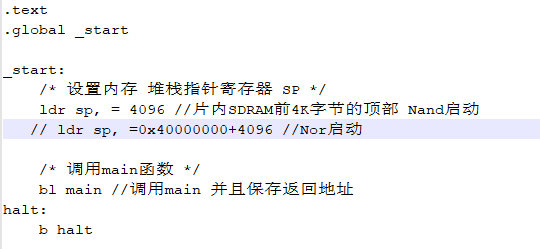 .text
.global _start
_start:
/* 设置内存 堆栈指针寄存器 SP */
ldr sp, = 4096 //片内SDRAM前4K字节的顶部 Nand启动
// ldr sp, =0x40000000+4096 //Nor启动
/* 调用main函数 */
bl main //调用main 并且保存返回地址
halt:
b halt